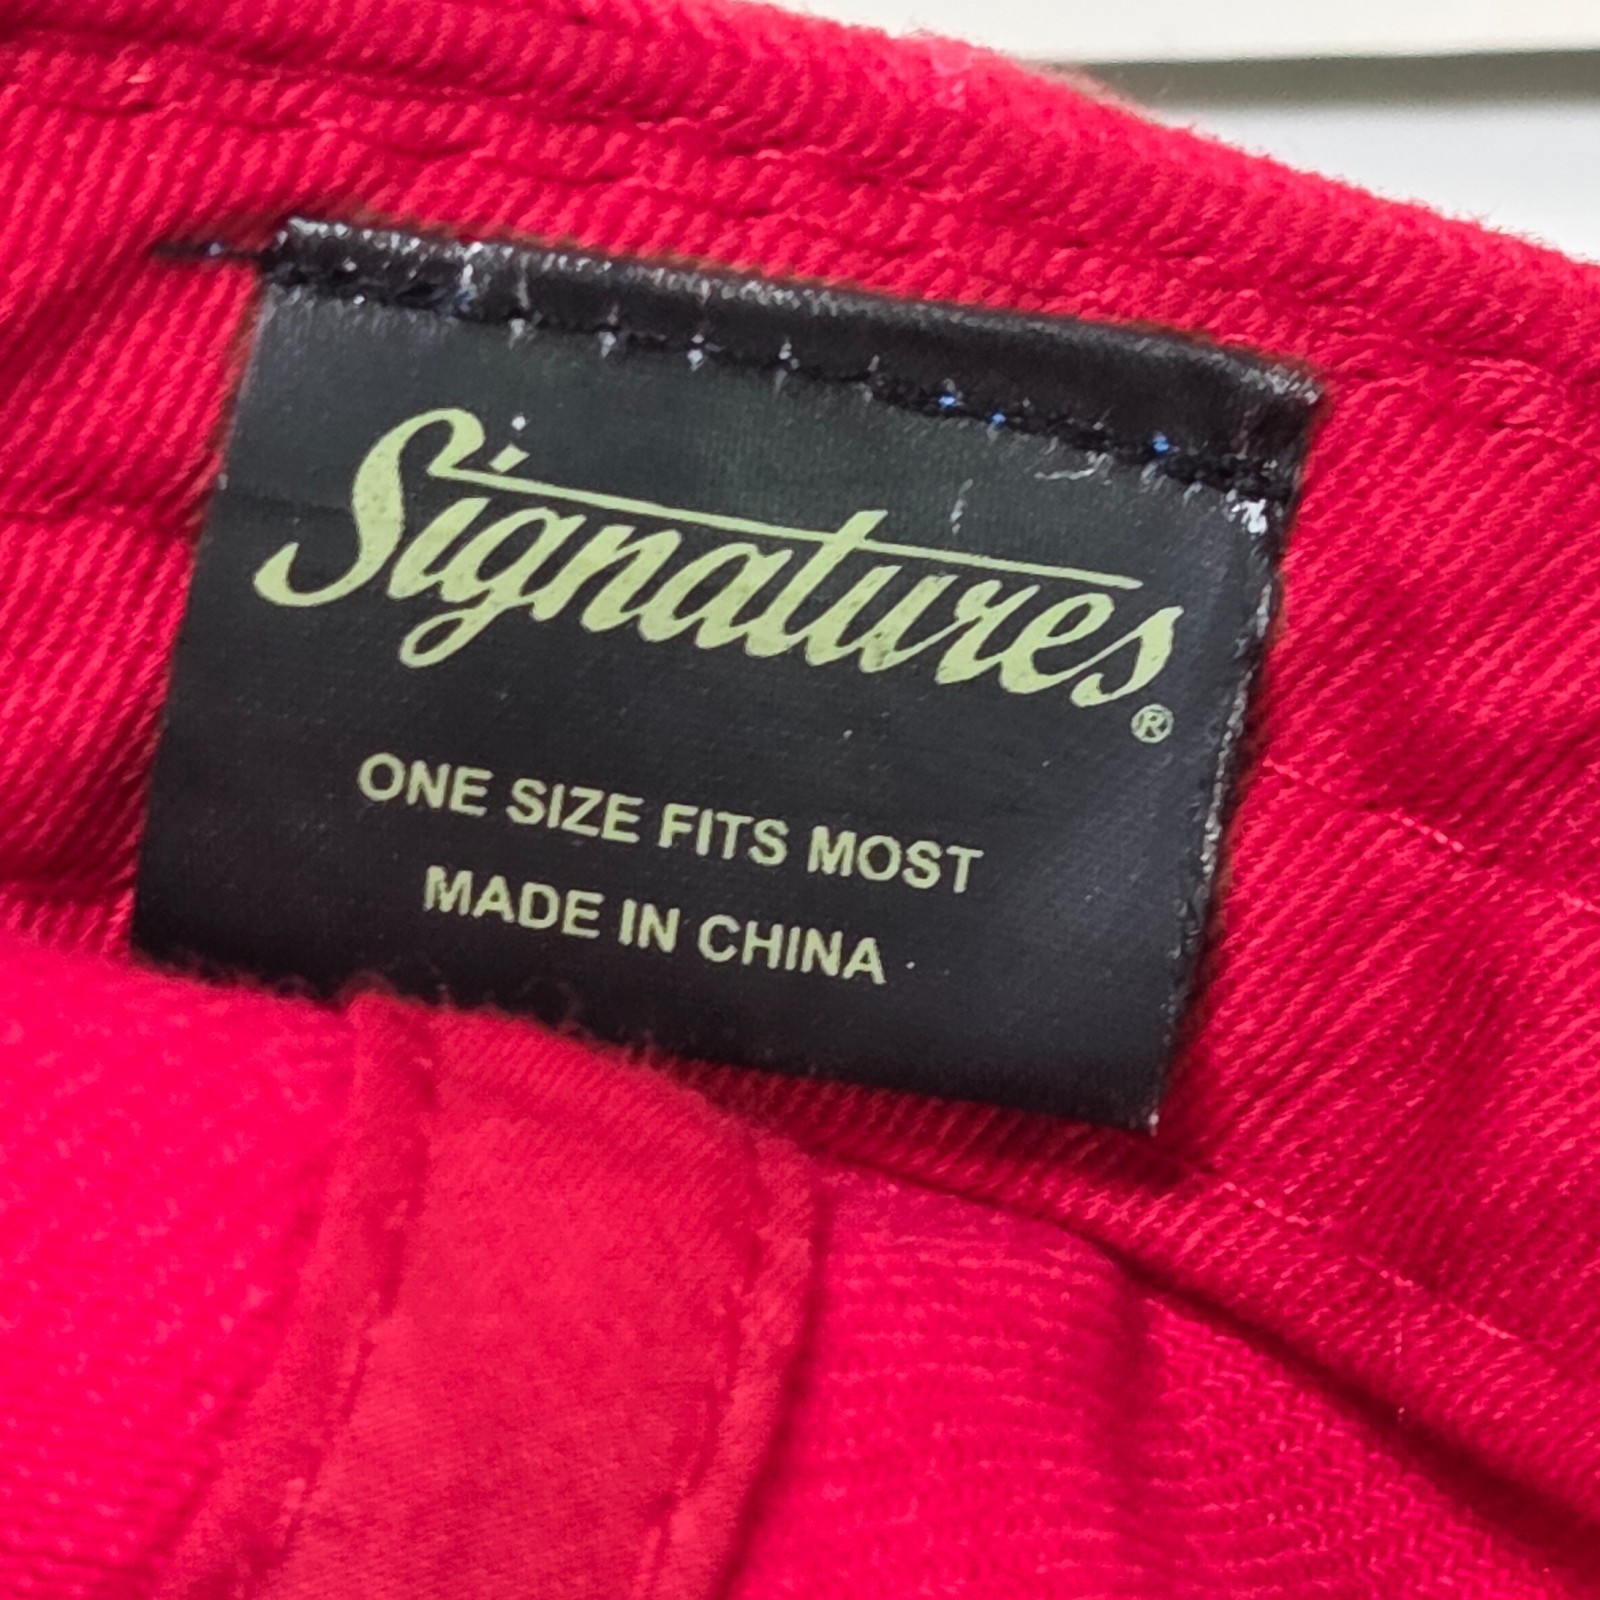 Signatures®
ONE SIZE FITS MOST
MADE IN CHINA